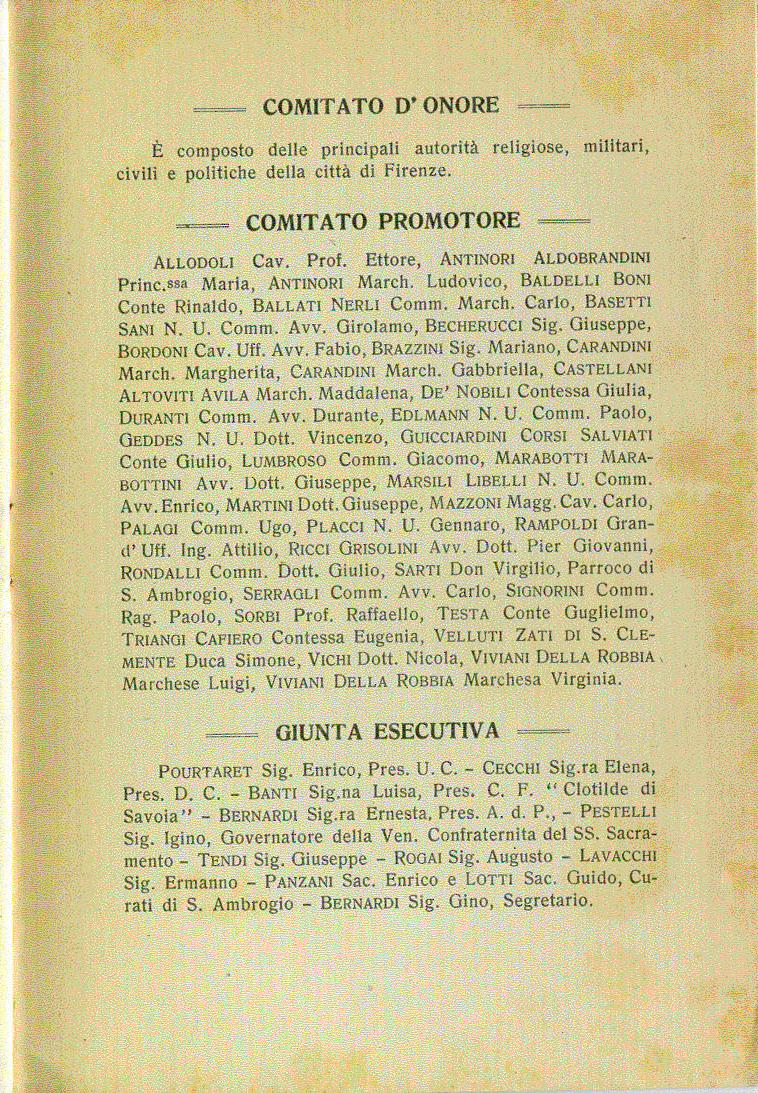 COMITATO D' ONORE
È composto delle principali autorità religiose, militari,
civili e politiche della città di Firenze.
COMITATO PROMOTORE
ALLODOLI Cav. Prof. Ettore, ANTINORI ALDOBRANDINI
Princ.ssa Maria, ANTINORI March. Ludovico, BALDELLI BONI
Conte Rinaldo, BALLATI NERLI Comm. March. Carlo, BASETTI
SANI N. U. Comm. Avv. Girolamo, BECHERUCCI Sig. Giuseppe,
BORDONI Cav. Uff. Avv. Fabio, BRAZZINI Sig. Mariano, CARANDINI
March. Margherita, CARANDINI March. Gabbriella, CASTELLANI
ALTOVITI AVILA March. Maddalena, DE' NOBILI Contessa Giulia,
DURANTI Comm. Avv. Durante, EDLMANN N. U. Comm. Paolo,
GEDDES N. U. Dott. Vincenzo, GUICCIARDINI CORSI SALVIATI
Conte Giulio, LUMBROSO Comm. Giacomo, MARABOTTI MARA-
BOTTINI Avv. Dott. Giuseppe, MARSILI LIBELLI N. U. Comm.
Avv. Enrico, MARTINI Dott. Giuseppe, MAZZONI Magg. Cav. Carlo,
PALAGI Comm. Ugo, PLACCI N. U. Gennaro, RAMPOLDI Gran-
d' Uff. Ing. Attilio, RICCI GRISOLINI Avv. Dott. Pier Giovanni,
RONDALLI Comm. Dott. Giulio, SARTI Don Virgilio, Parroco di
S. Ambrogio, SERRAGLI Comm. Avv. Carlo, SIGNORINI Comm.
Rag. Paolo, SORBI Prof. Raffaello, TESTA Conte Guglielmo,
TRIANGI CAFIERO Contessa Eugenia, VELLUTI ZATI DI S. CLE-
MENTE Duca Simone, VICHI Dott. Nicola, VIVIANI DELLA ROBBIA
Marchese Luigi, VIVIANI DELLA ROBBIA Marchesa Virginia.
GIUNTA ESECUTIVA
POURTARET Sig. Enrico, Pres. U. C. – CECCHI Sig.ra Elena,
Pres. D. C. – BANTI Sig.na Luisa, Pres. C. F. “ Clotilde di
Savoia” – BERNARDI Sig.ra Ernesta, Pres. A. d. P., – PESTELLI
Sig. Igino, Governatore della Ven. Confraternita del SS. Sacra-
mento – TENDI Sig. Giuseppe – ROGAI Sig. Augusto – LAVACCHI
Sig. Ermanno – PANZANI Sac. Enrico e LOTTI Sac. Guido, Cu-
rati di S. Ambrogio – BERNARDI Sig. Gino, Segretario.